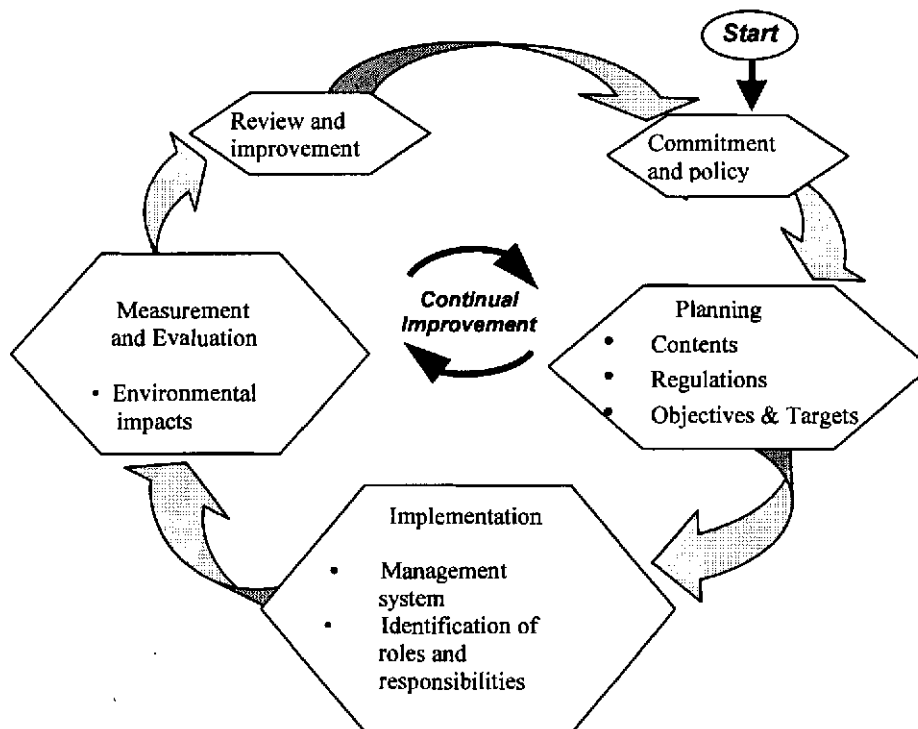 Start
Commitment
and policy
Planning
• Contents
• Regulations
• Objectives & Targets
Implementation
• Management
system
• Identification of
roles and
responsibilities
Measurement
and Evaluation
• Environmental
impacts
Review and
improvement
Continual
Improvement